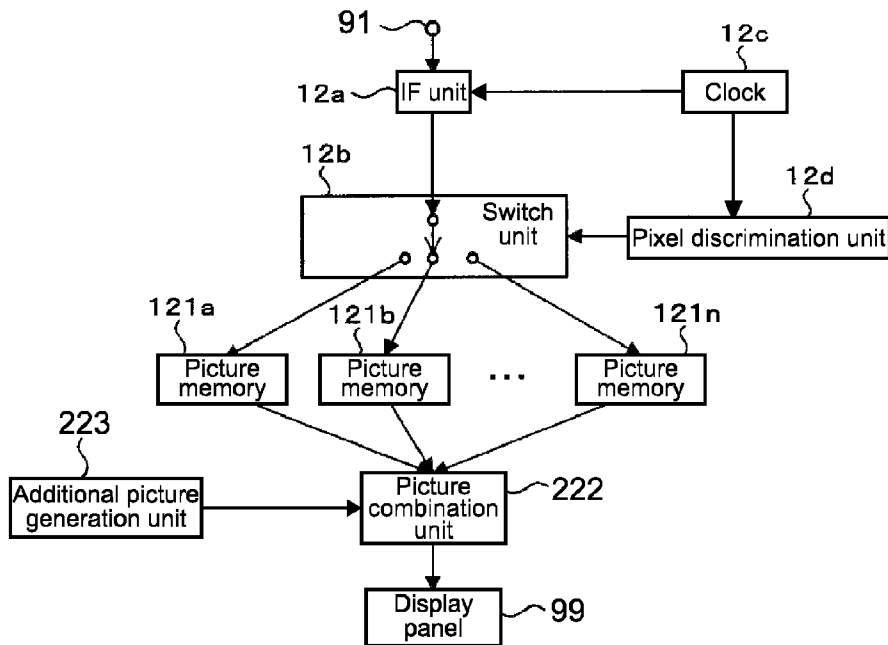 91
12c
12a
IF unit
Clock
12b
12d
Switch
unit
Pixel discrimination unit
121a
121b
121n
Picture
memory
Picture
memory
...
Picture
memory
223
Additional picture
generation unit
Picture
combination
unit
222
Display
panel
99